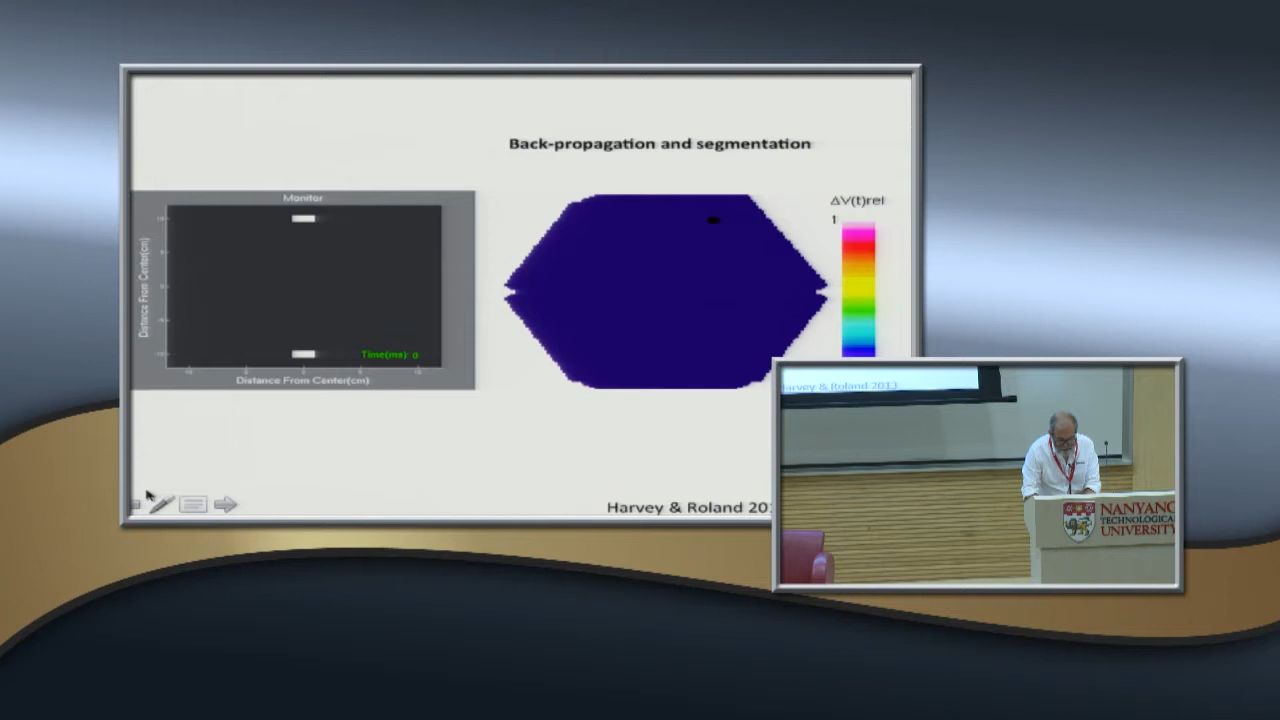 Back-propagation and segmentation
Monitor
Distance From Center(cm)
Time(ms): 0
Distance From Center(cm)
ΔV(t)rel
1
Harvey & Roland 201
Harvey & Roland 2013
NANYANG
TECHNOLOGICAL
UNIVERSITY